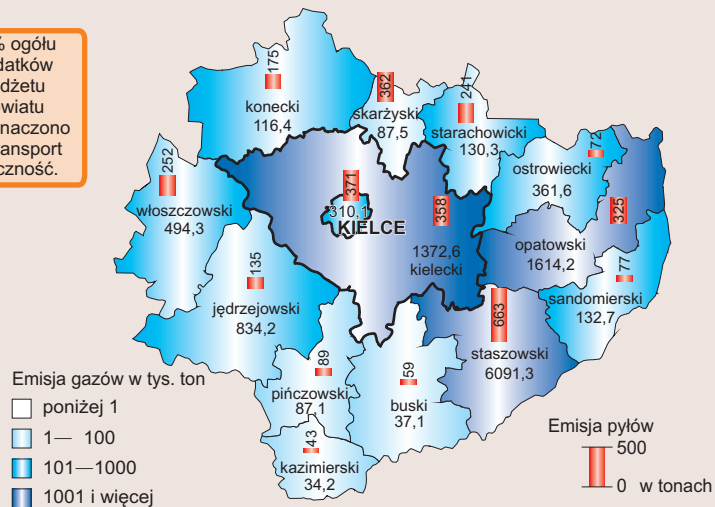 % ogółu
datków
dżetu
owiatu
naczono
ansport
czność.
175
konecki
116,4
362
skarżyski
87,5
241
starachowicki
130,3
72
ostrowiecki
361,6
252
włoszczowski
494,3
371
310,1
KIELCE
358
1372,6
kielecki
325
opatowski
1614,2
77
sandomierski
132,7
135
jędrzejowski
834,2
663
staszowski
6091,3
89
pińczowski
87,1
59
buski
37,1
43
kazimierski
34,2
Emisja gazów w tys. ton
poniżej 1
1— 100
101—1000
1001 i więcej
Emisja pyłów
500
0 w tonach